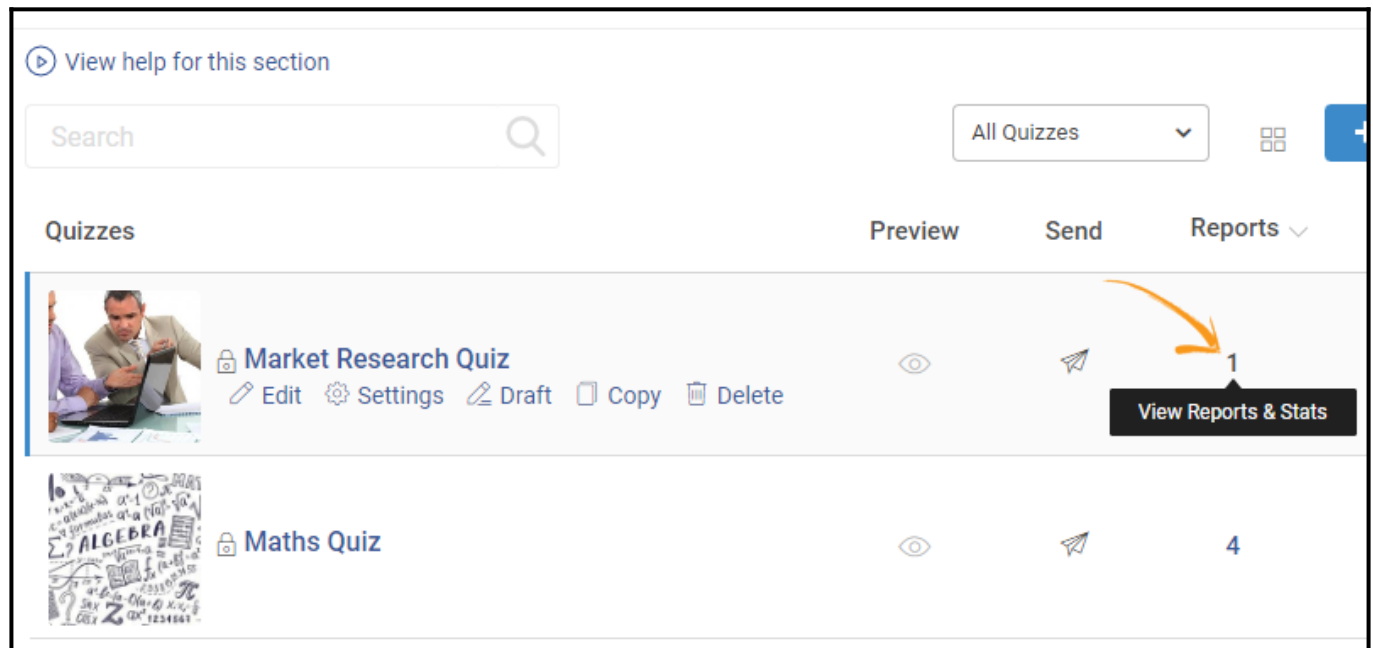 View help for this section
Search
All Quizzes
+
Quizzes Preview Send Reports
Market Research Quiz 1
Edit Settings Draft Copy Delete
View Reports & Stats
ALGEBRA
Maths Quiz 4